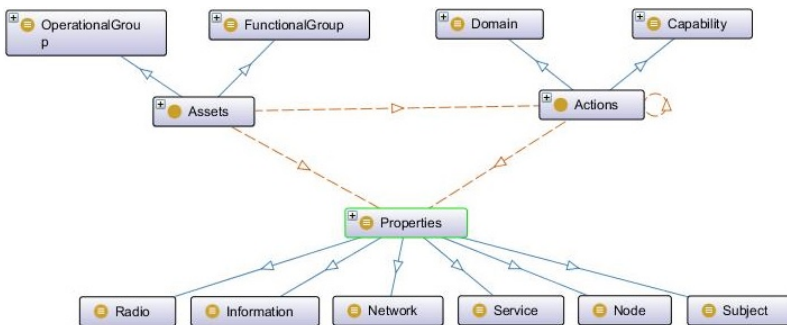 OperationalGrou
p
FunctionalGroup
Domain
Capability
Assets
Actions
Properties
Radio
Information
Network
Service
Node
Subject